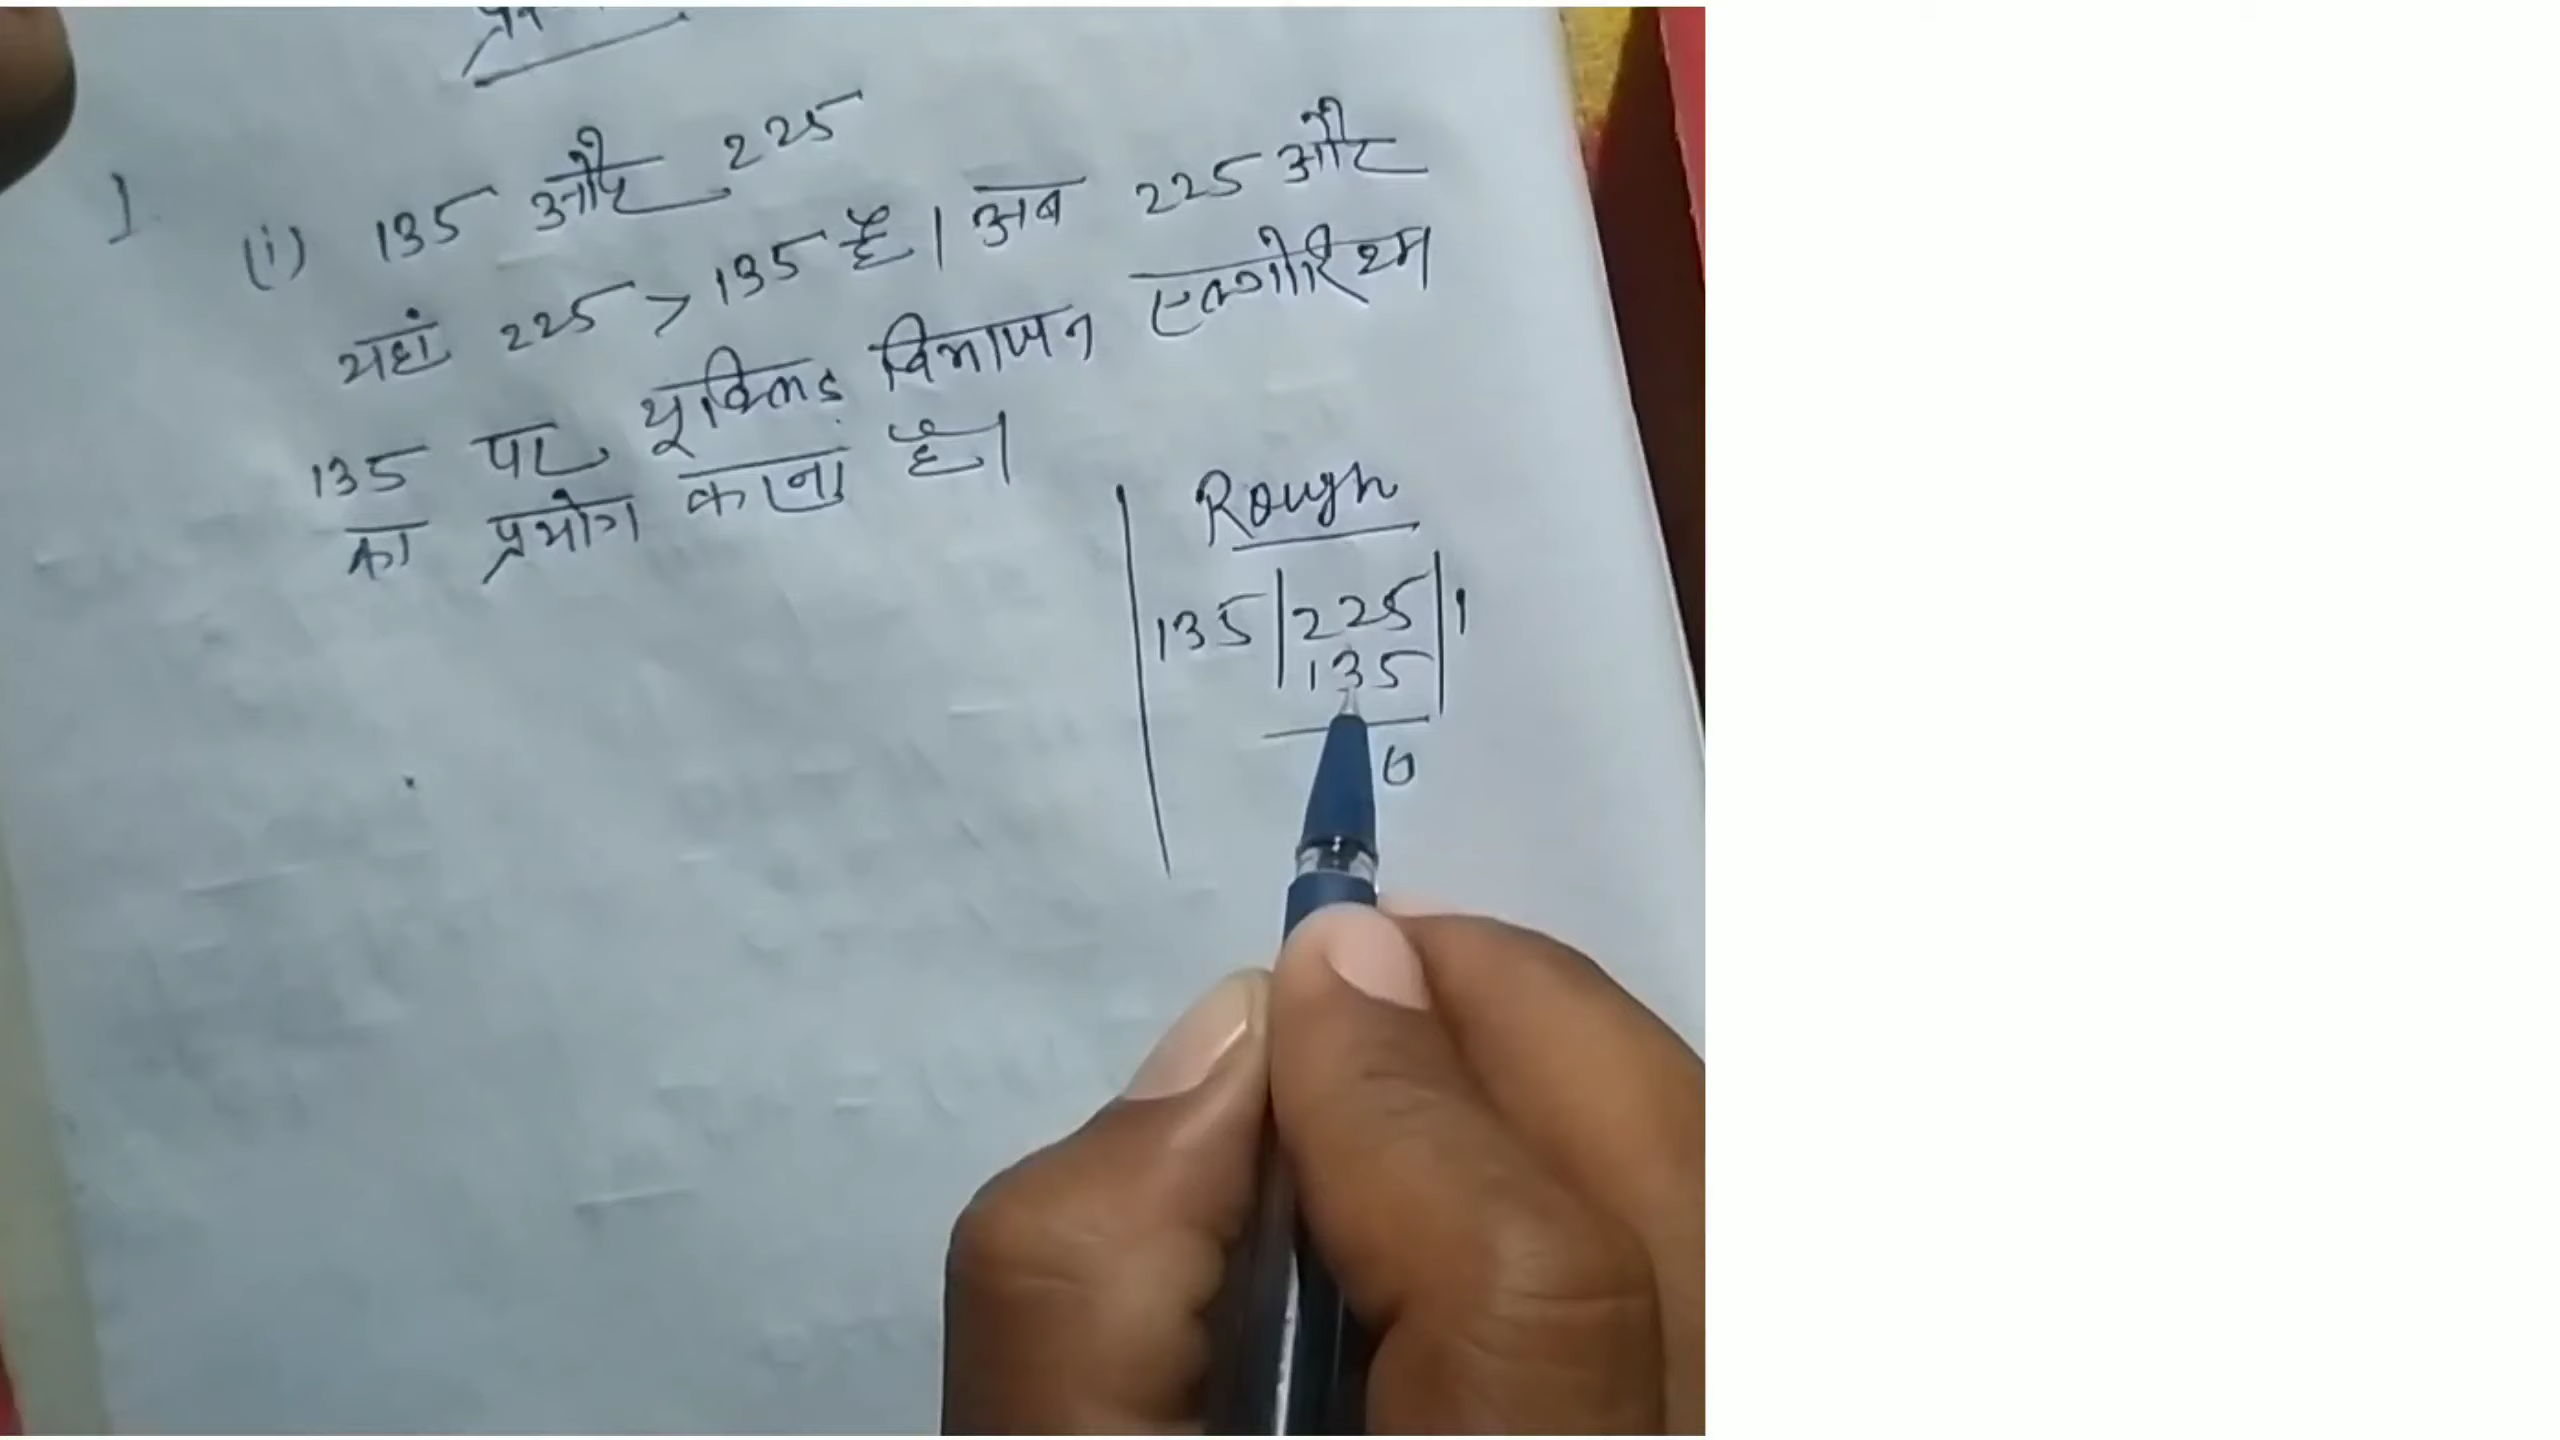 1.
(i) 135 और 225
यहां 225 > 135 है। अब 225 और
135 पर यूक्लिड विभाजन एल्गोरिथ्म
का प्रयोग करना है।
Rough
135 | 225 | 1
135
0